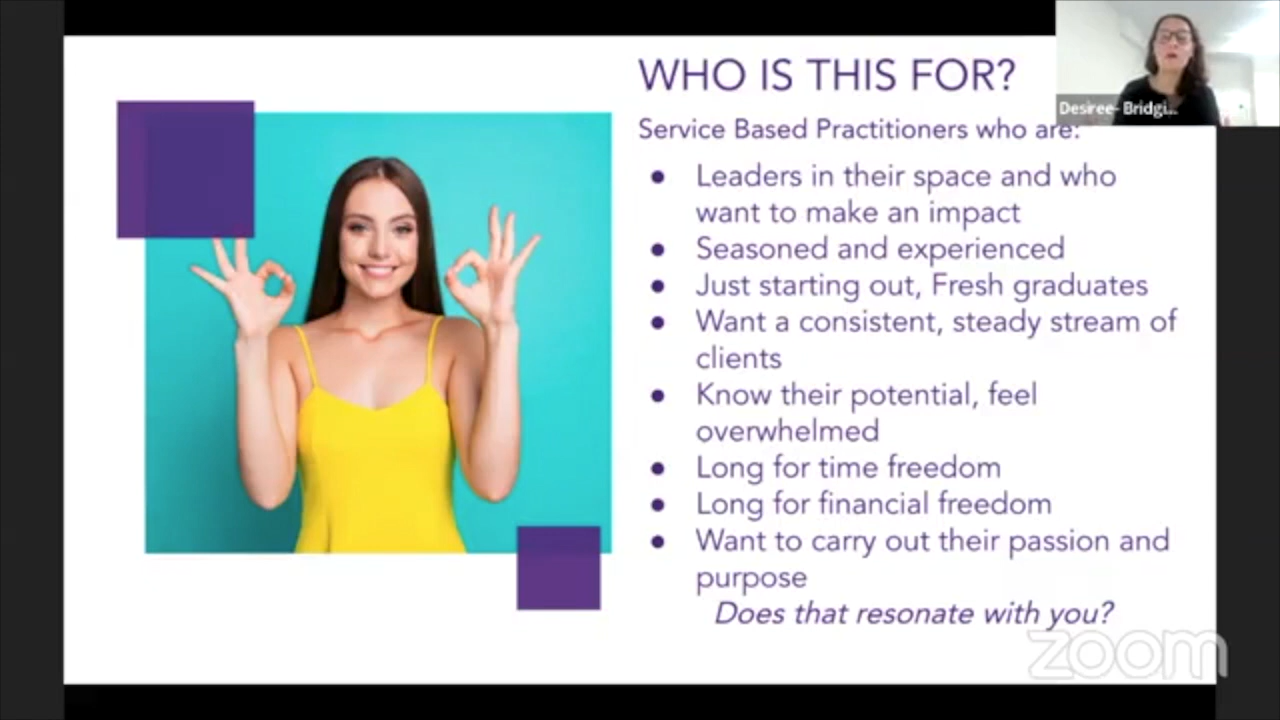 WHO IS THIS FOR?
Desiree- Bridgi...
Service Based Practitioners who are:
● Leaders in their space and who
want to make an impact
● Seasoned and experienced
● Just starting out, Fresh graduates
● Want a consistent, steady stream of
clients
● Know their potential, feel
overwhelmed
● Long for time freedom
● Long for financial freedom
● Want to carry out their passion and
purpose
Does that resonate with you?
zoom